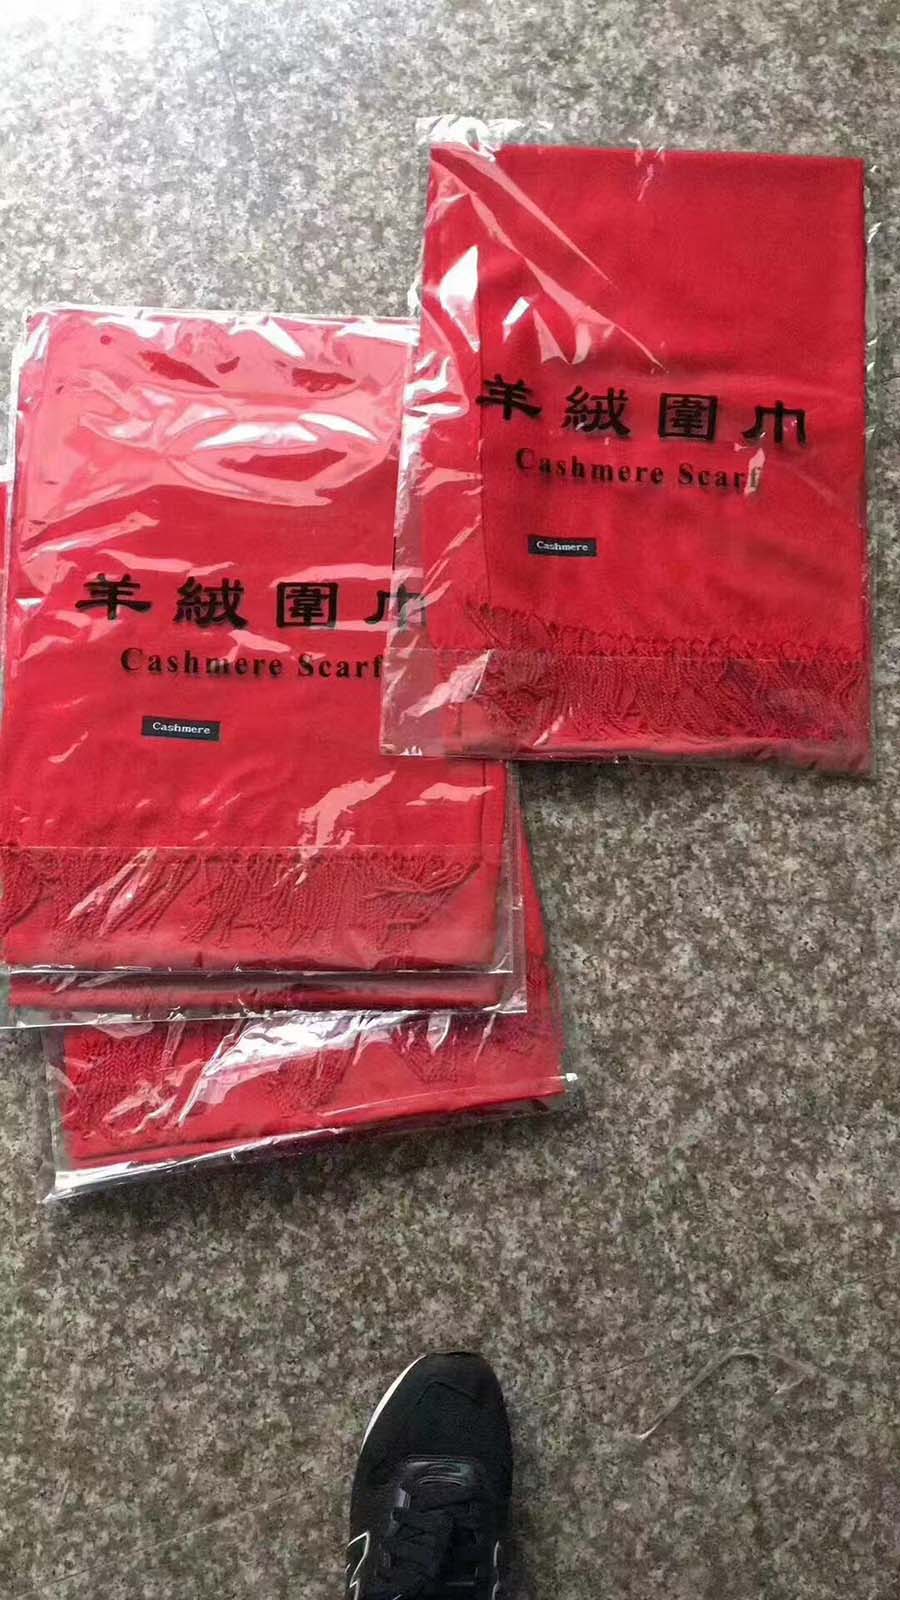 羊絨圍巾
Cashmere Scarf
Cashmere
羊絨圍巾
Cashmere Scarf
Cashmere